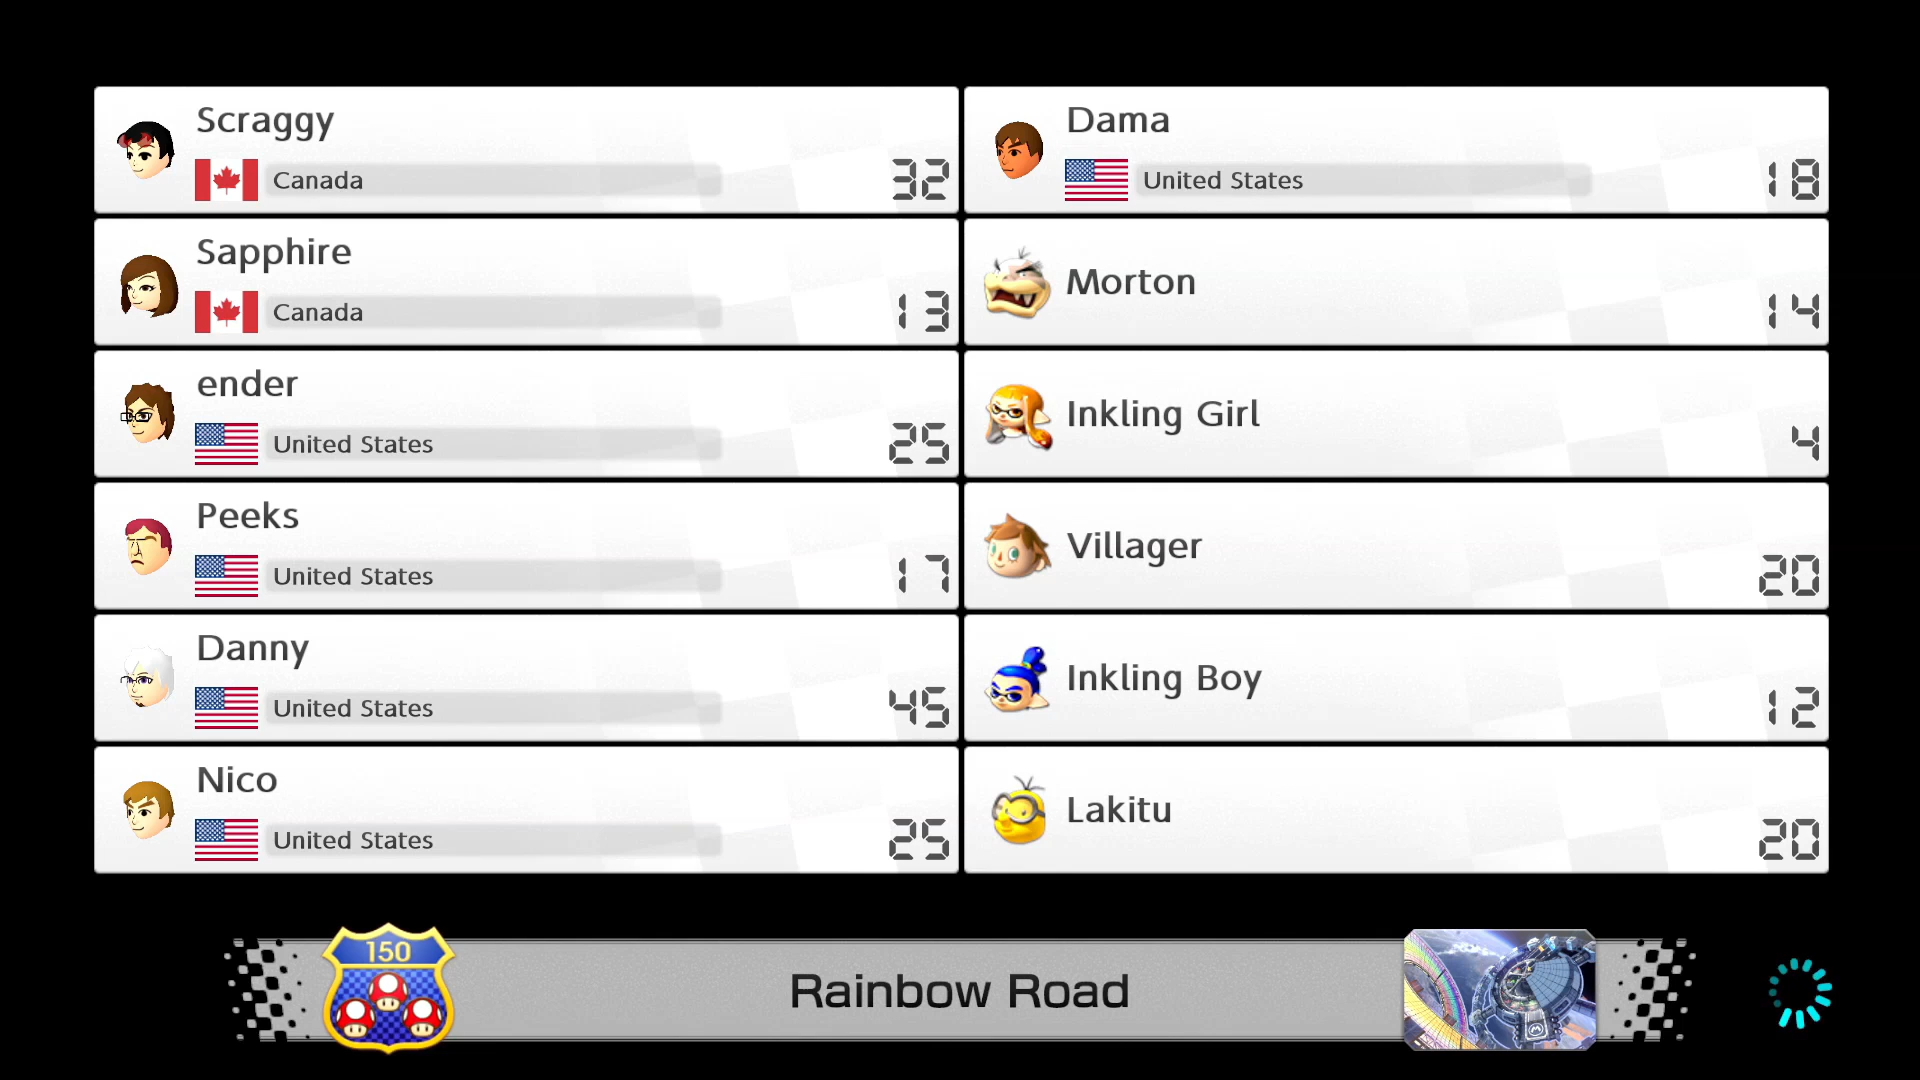 Scraggy
Canada
32
Sapphire
Canada
13
ender
United States
25
Peeks
United States
17
Danny
United States
45
Nico
United States
25
Dama
United States
18
Morton
14
Inkling Girl
4
Villager
20
Inkling Boy
12
Lakitu
20
150
Rainbow Road